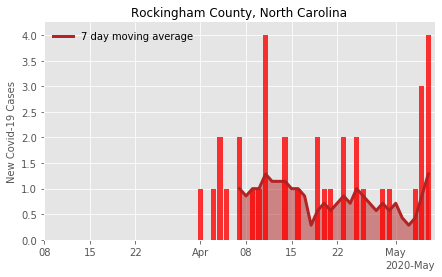 Rockingham County, North Carolina
7 day moving average
New Covid-19 Cases
4.0
3.5
3.0
2.5
2.0
1.5
1.0
0.5
0.0
08
15
22
Apr
08
15
22
May
2020-May